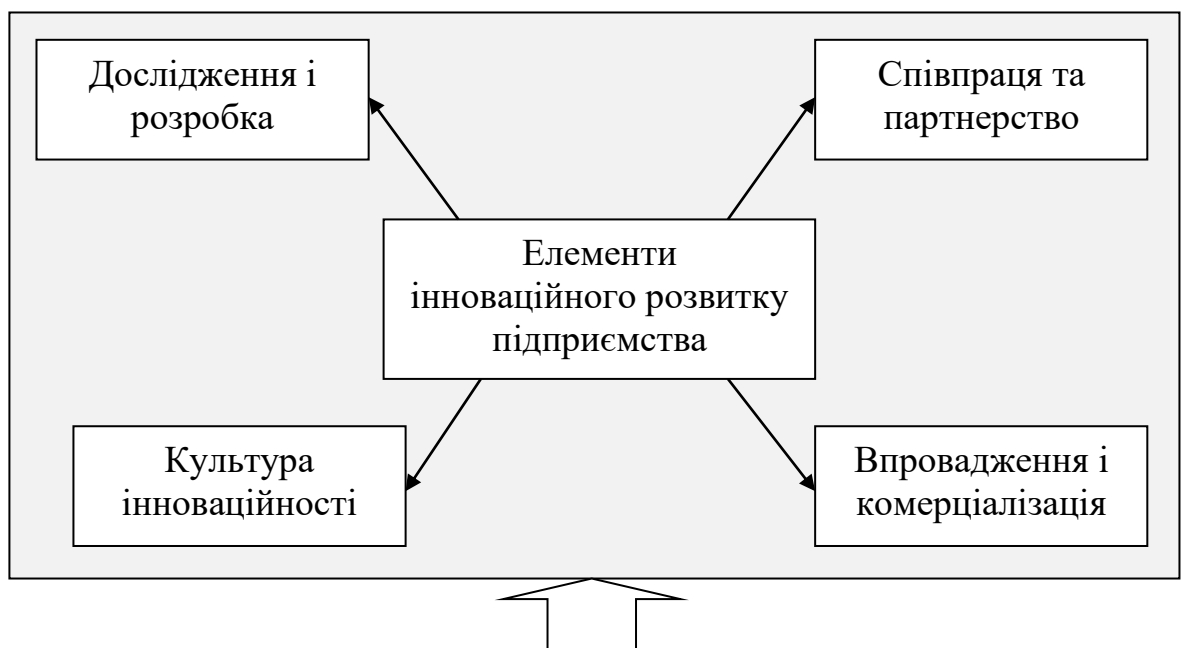 Дослідження і
розробка
Співпраця та
партнерство
Елементи
інноваційного розвитку
підприємства
Культура
інноваційності
Впровадження і
комерціалізація